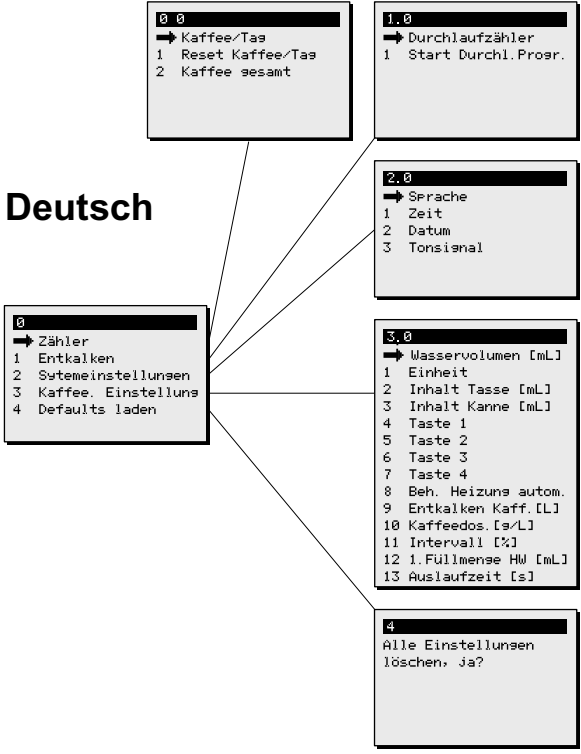 0 0
Kaffee/Tag
1 Reset Kaffee/Tag
2 Kaffee gesamt
1.0
Durchlaufzähler
1 Start Durchl.Progr.
Deutsch
2.0
Sprache
1 Zeit
2 Datum
3 Tonsignal
0
Zähler
1 Entkalken
2 Sytemeinstellungen
3 Kaffee. Einstellung
4 Defaults laden
3.0
Wasservolumen [mL]
1 Einheit
2 Inhalt Tasse [mL]
3 Inhalt Kanne [mL]
4 Taste 1
5 Taste 2
6 Taste 3
7 Taste 4
8 Beh. Heizung autom.
9 Entkalken Kaff.[L]
10 Kaffeedos.[g/L]
11 Intervall [%]
12 1.Füllmenge HW [mL]
13 Auslaufzeit [s]
4
Alle Einstellungen
löschen, ja?